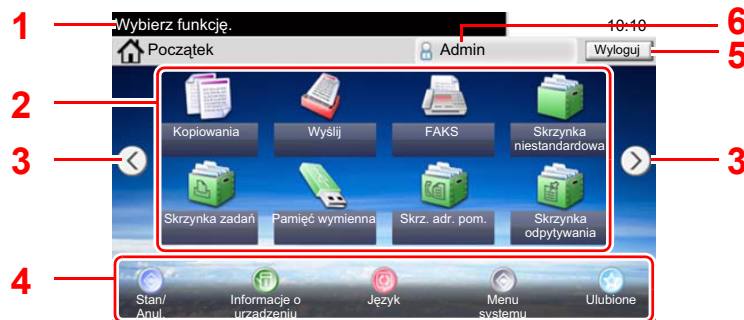 1 Wybierz funkcję. 10:10 6
Początek Admin Wyloguj 5
2
Kopiowania Wyślij FAKS Skrzynka
niestandardowa
3 3
Skrzynka zadań Pamięć wymienna Skrz. adr. pom. Skrzynka
odpytywania
4
Stan/ Informacje o Język Menu Ulubione
Anul. urządzeniu systemu